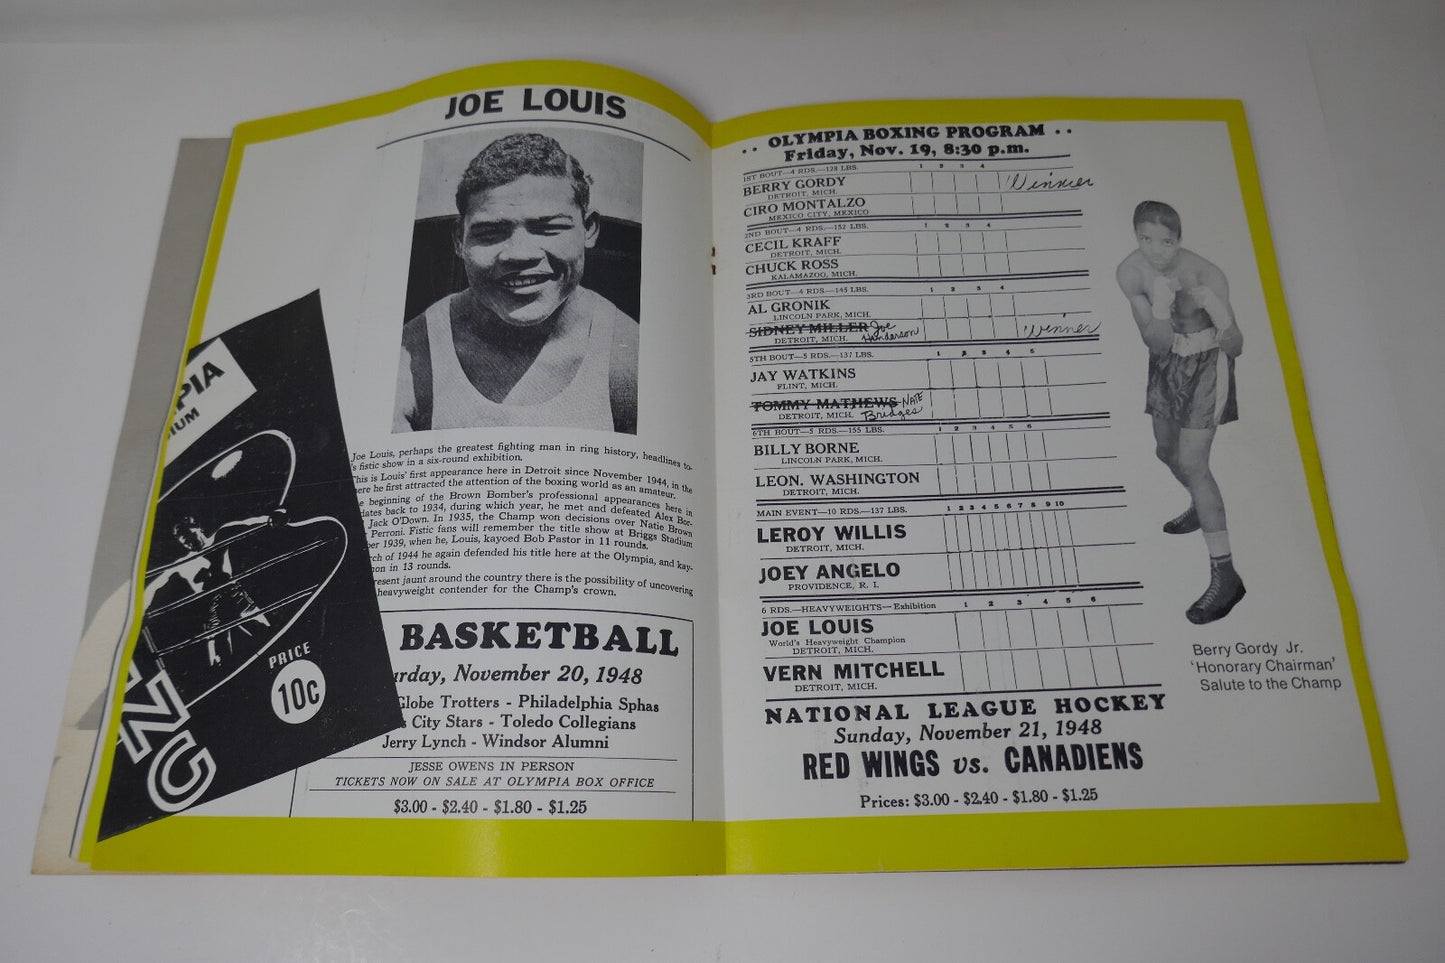 JOE LOUIS
Joe Louis, perhaps the greatest fighting man in ring history, headlines to-
's fistic show in a six-round exhibition.
This is Louis' first appearance here in Detroit since November 1944, in the
here he first attracted the attention of the boxing world as an amateur.
beginning of the Brown Bomber's professional appearances here in
dates back to 1934, during which year, he met and defeated Alex Bor-
Jack O'Down. In 1935, the Champ won decisions over Natie Brown
Perroni. Fistic fans will remember the title show at Briggs Stadium
ber 1939, when he, Louis, kayoed Bob Pastor in 11 rounds.
rch of 1944 he again defended his title here at the Olympia, and kay-
on in 13 rounds.
resent jaunt around the country there is the possibility of uncovering
heavyweight contender for the Champ's crown.
PIA
IUM
PRICE
10c
BASKETBALL
urday, November 20, 1948
Globe Trotters - Philadelphia Sphas
s City Stars - Toledo Collegians
Jerry Lynch - Windsor Alumni
JESSE OWENS IN PERSON
TICKETS NOW ON SALE AT OLYMPIA BOX OFFICE
$3.00 - $2.40 - $1.80 - $1.25
· · OLYMPIA BOXING PROGRAM · ·
Friday, Nov. 19, 8:30 p.m.
1ST BOUT—4 RDS.—128 LBS. 1 2 3 4
BERRY GORDY Winner
DETROIT, MICH.
CIRO MONTALZO
MEXICO CITY, MEXICO
2ND BOUT—4 RDS.—152 LBS. 1 2 3 4
CECIL KRAFF
DETROIT, MICH.
CHUCK ROSS
KALAMAZOO, MICH.
3RD BOUT—4 RDS.—145 LBS. 1 2 3 4
AL GRONIK
LINCOLN PARK, MICH.
SIDNEY MILLER Joe Henderson Winner
DETROIT, MICH.
5TH BOUT—5 RDS.—137 LBS. 1 2 3 4 5
JAY WATKINS
FLINT, MICH.
TOMMY MATHEWS NATE Bridges
DETROIT, MICH.
6TH BOUT—5 RDS.—155 LBS. 1 2 3 4 5 6
BILLY BORNE
LINCOLN PARK, MICH.
LEON. WASHINGTON
DETROIT, MICH.
MAIN EVENT—10 RDS.—137 LBS. 1 2 3 4 5 6 7 8 9 10
LEROY WILLIS
DETROIT, MICH.
JOEY ANGELO
PROVIDENCE, R. I.
6 RDS.—HEAVYWEIGHTS—Exhibition 1 2 3 4 5 6
JOE LOUIS
World's Heavyweight Champion
DETROIT, MICH.
VERN MITCHELL
DETROIT, MICH.
NATIONAL LEAGUE HOCKEY
Sunday, November 21, 1948
RED WINGS vs. CANADIENS
Prices: $3.00 - $2.40 - $1.80 - $1.25
Berry Gordy Jr.
'Honorary Chairman'
Salute to the Champ